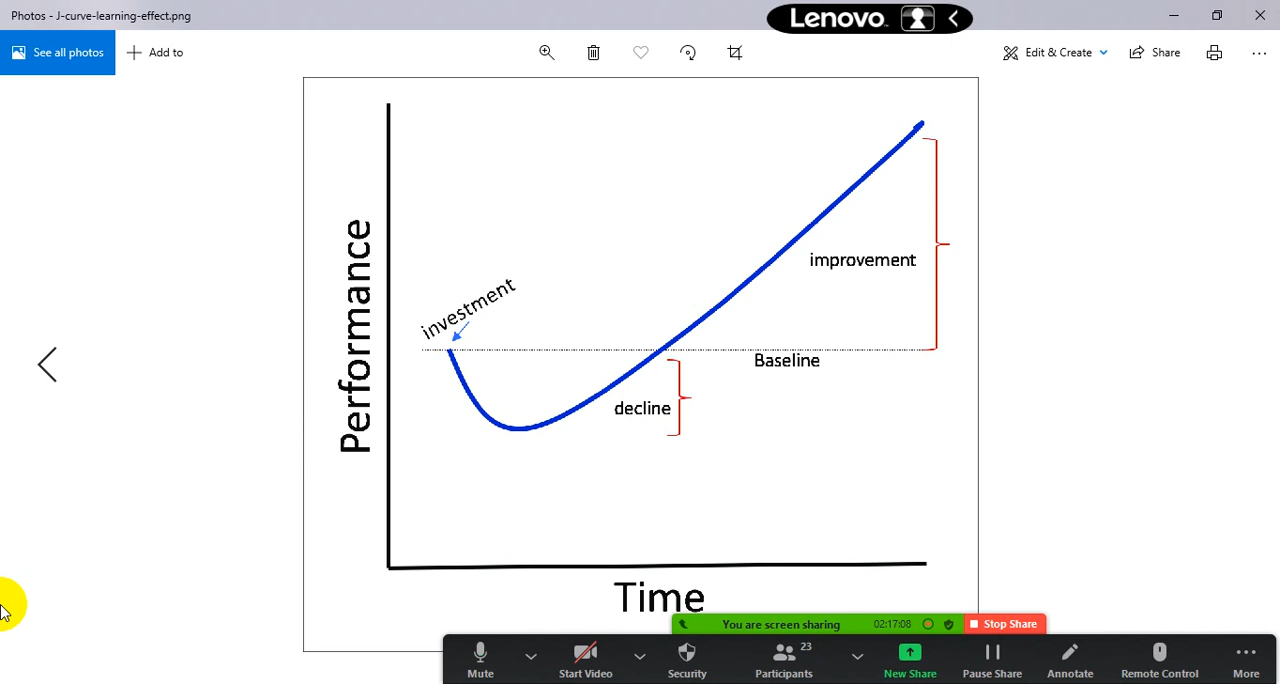 Photos - J-curve-learning-effect.png
Lenovo
See all photos
Add to
Edit & Create
Share
Performance
investment
improvement
Baseline
decline
Time
You are screen sharing
02:17:08
Stop Share
Mute
Start Video
Security
Participants
23
New Share
Pause Share
Annotate
Remote Control
More